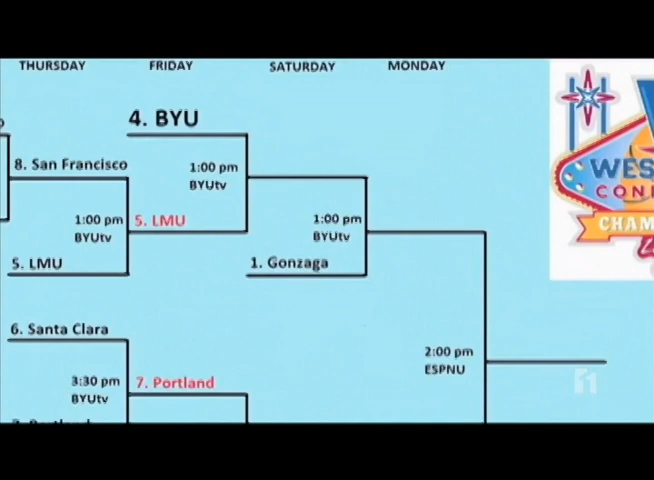 THURSDAY FRIDAY SATURDAY MONDAY
4. BYU
8. San Francisco
1:00 pm
BYUtv
1:00 pm
BYUtv
5. LMU
1:00 pm
BYUtv
5. LMU
1. Gonzaga
6. Santa Clara
2:00 pm
ESPNU
3:30 pm
BYUtv
7. Portland
WES
CON
CHAM